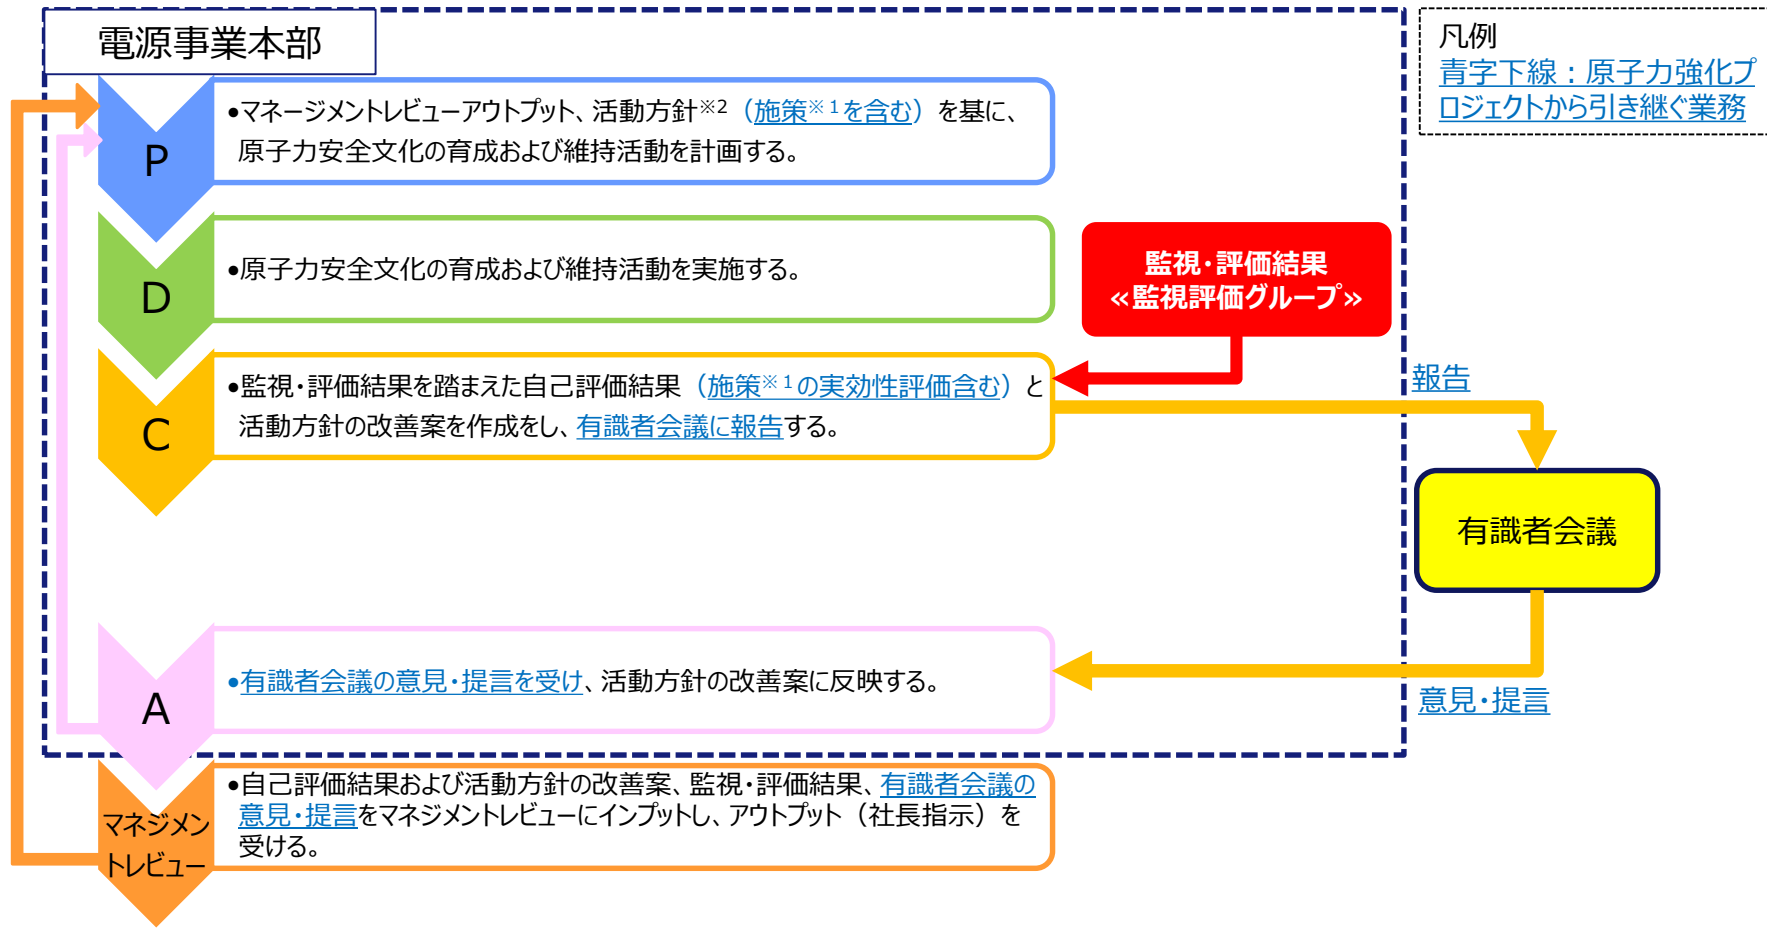 電源事業本部
凡例
青字下線：原子力強化プ
ロジェクトから引き継ぐ業務
P
●マネージメントレビューアウトプット、活動方針※2（施策※1を含む）を基に、
原子力安全文化の育成および維持活動を計画する。
D
●原子力安全文化の育成および維持活動を実施する。
監視・評価結果
≪監視評価グループ≫
C
●監視・評価結果を踏まえた自己評価結果（施策※1の実効性評価含む）と
活動方針の改善案を作成をし、有識者会議に報告する。
報告
有識者会議
A
●有識者会議の意見・提言を受け、活動方針の改善案に反映する。
意見・提言
マネジメン
トレビュー
●自己評価結果および活動方針の改善案、監視・評価結果、有識者会議の
意見・提言をマネジメントレビューにインプットし、アウトプット（社長指示）を
受ける。